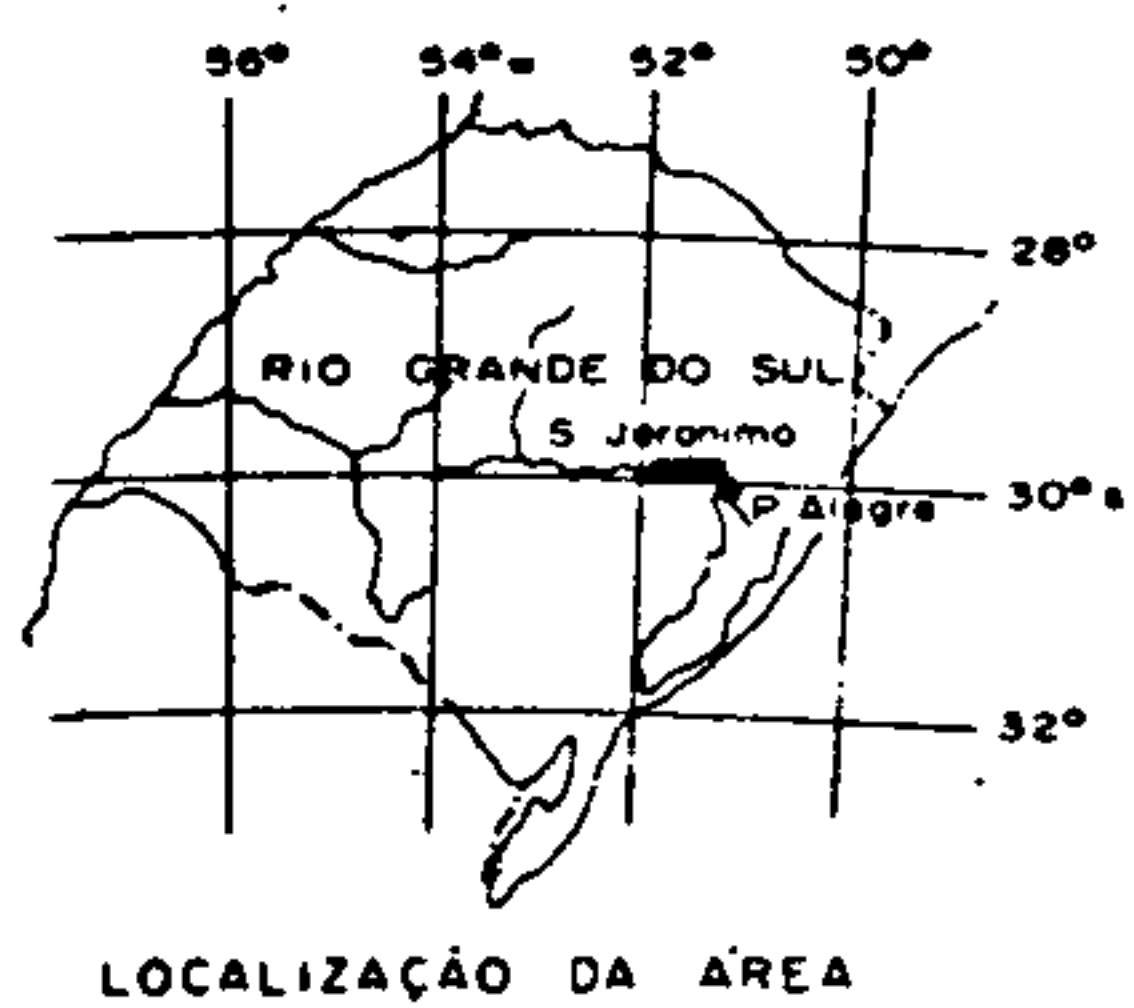 56° 54° w 52° 50°
28°
RIO GRANDE DO SUL
S Jeronimo
30° s
P Alegre
32°
LOCALIZAÇÃO DA ÁREA